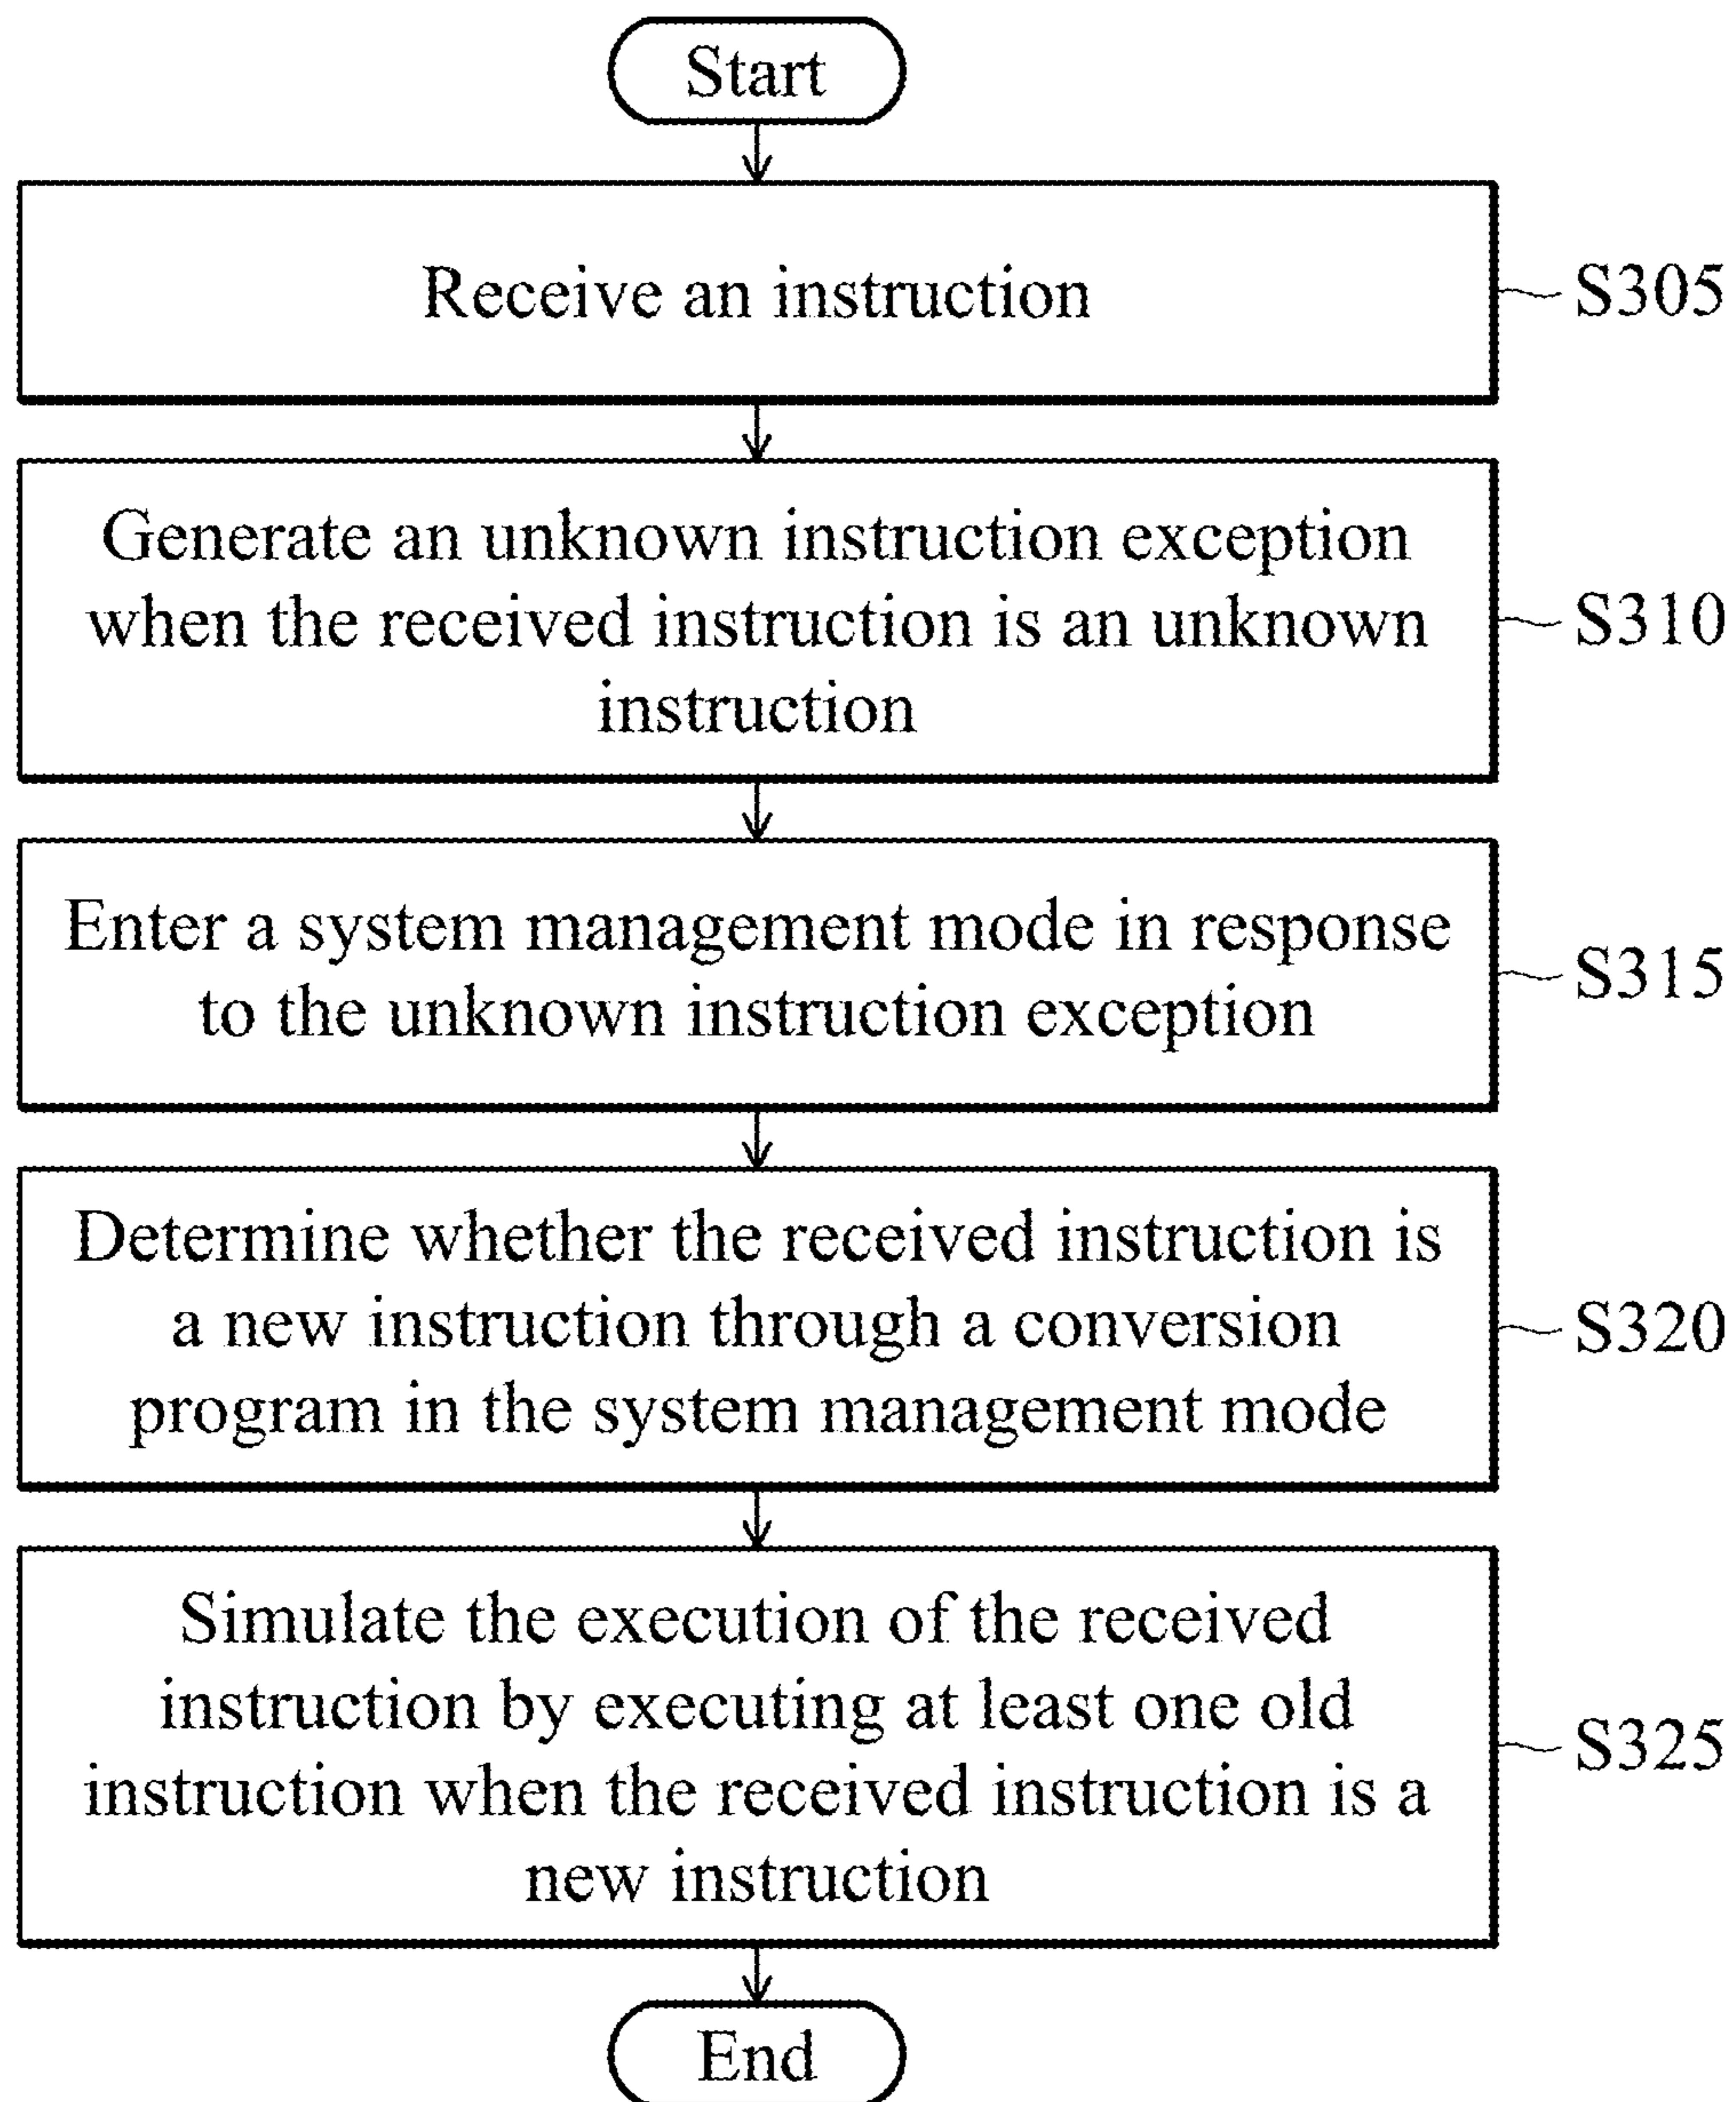 Start
Receive an instruction
S305
Generate an unknown instruction exception
when the received instruction is an unknown
instruction
S310
Enter a system management mode in response
to the unknown instruction exception
S315
Determine whether the received instruction is
a new instruction through a conversion
program in the system management mode
S320
Simulate the execution of the received
instruction by executing at least one old
instruction when the received instruction is a
new instruction
S325
End